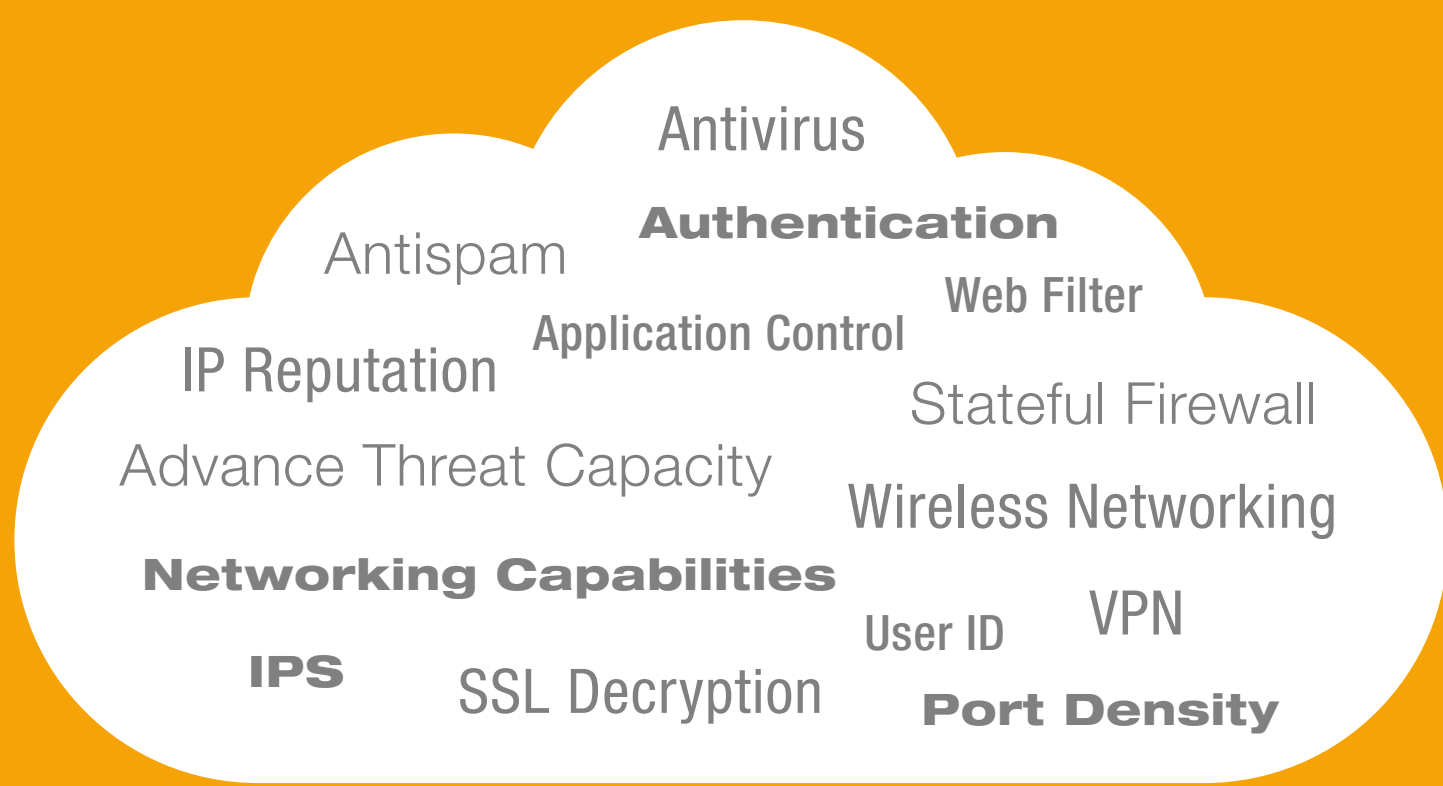 Antivirus
Authentication
Antispam
Web Filter
Application Control
IP Reputation
Stateful Firewall
Advance Threat Capacity
Wireless Networking
Networking Capabilities
VPN
User ID
IPS
SSL Decryption
Port Density